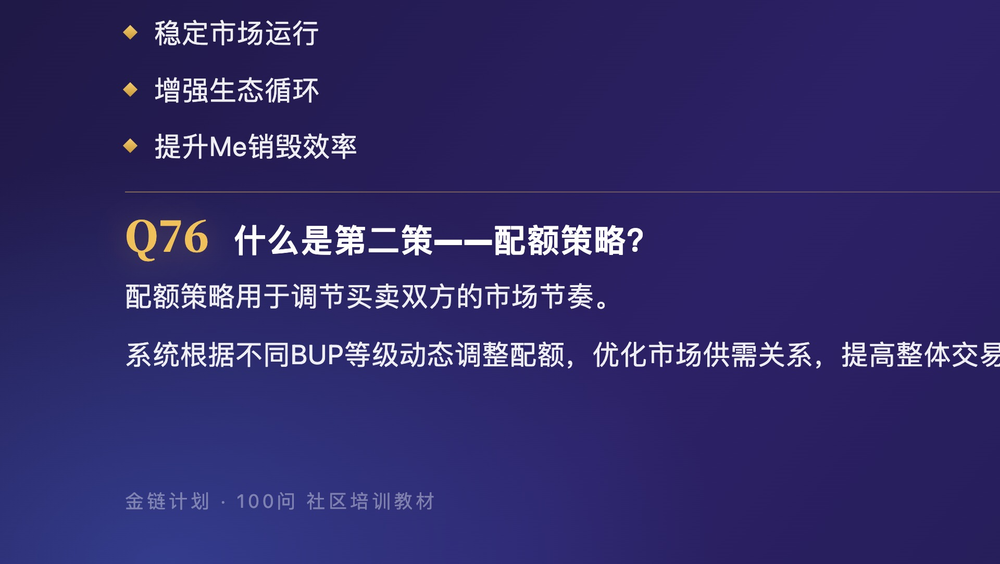 稳定市场运行
增强生态循环
提升Me销毁效率
Q76 什么是第二策——配额策略?
配额策略用于调节买卖双方的市场节奏。
系统根据不同BUP等级动态调整配额，优化市场供需关系，提高整体交易
金链计划 · 100问 社区培训教材